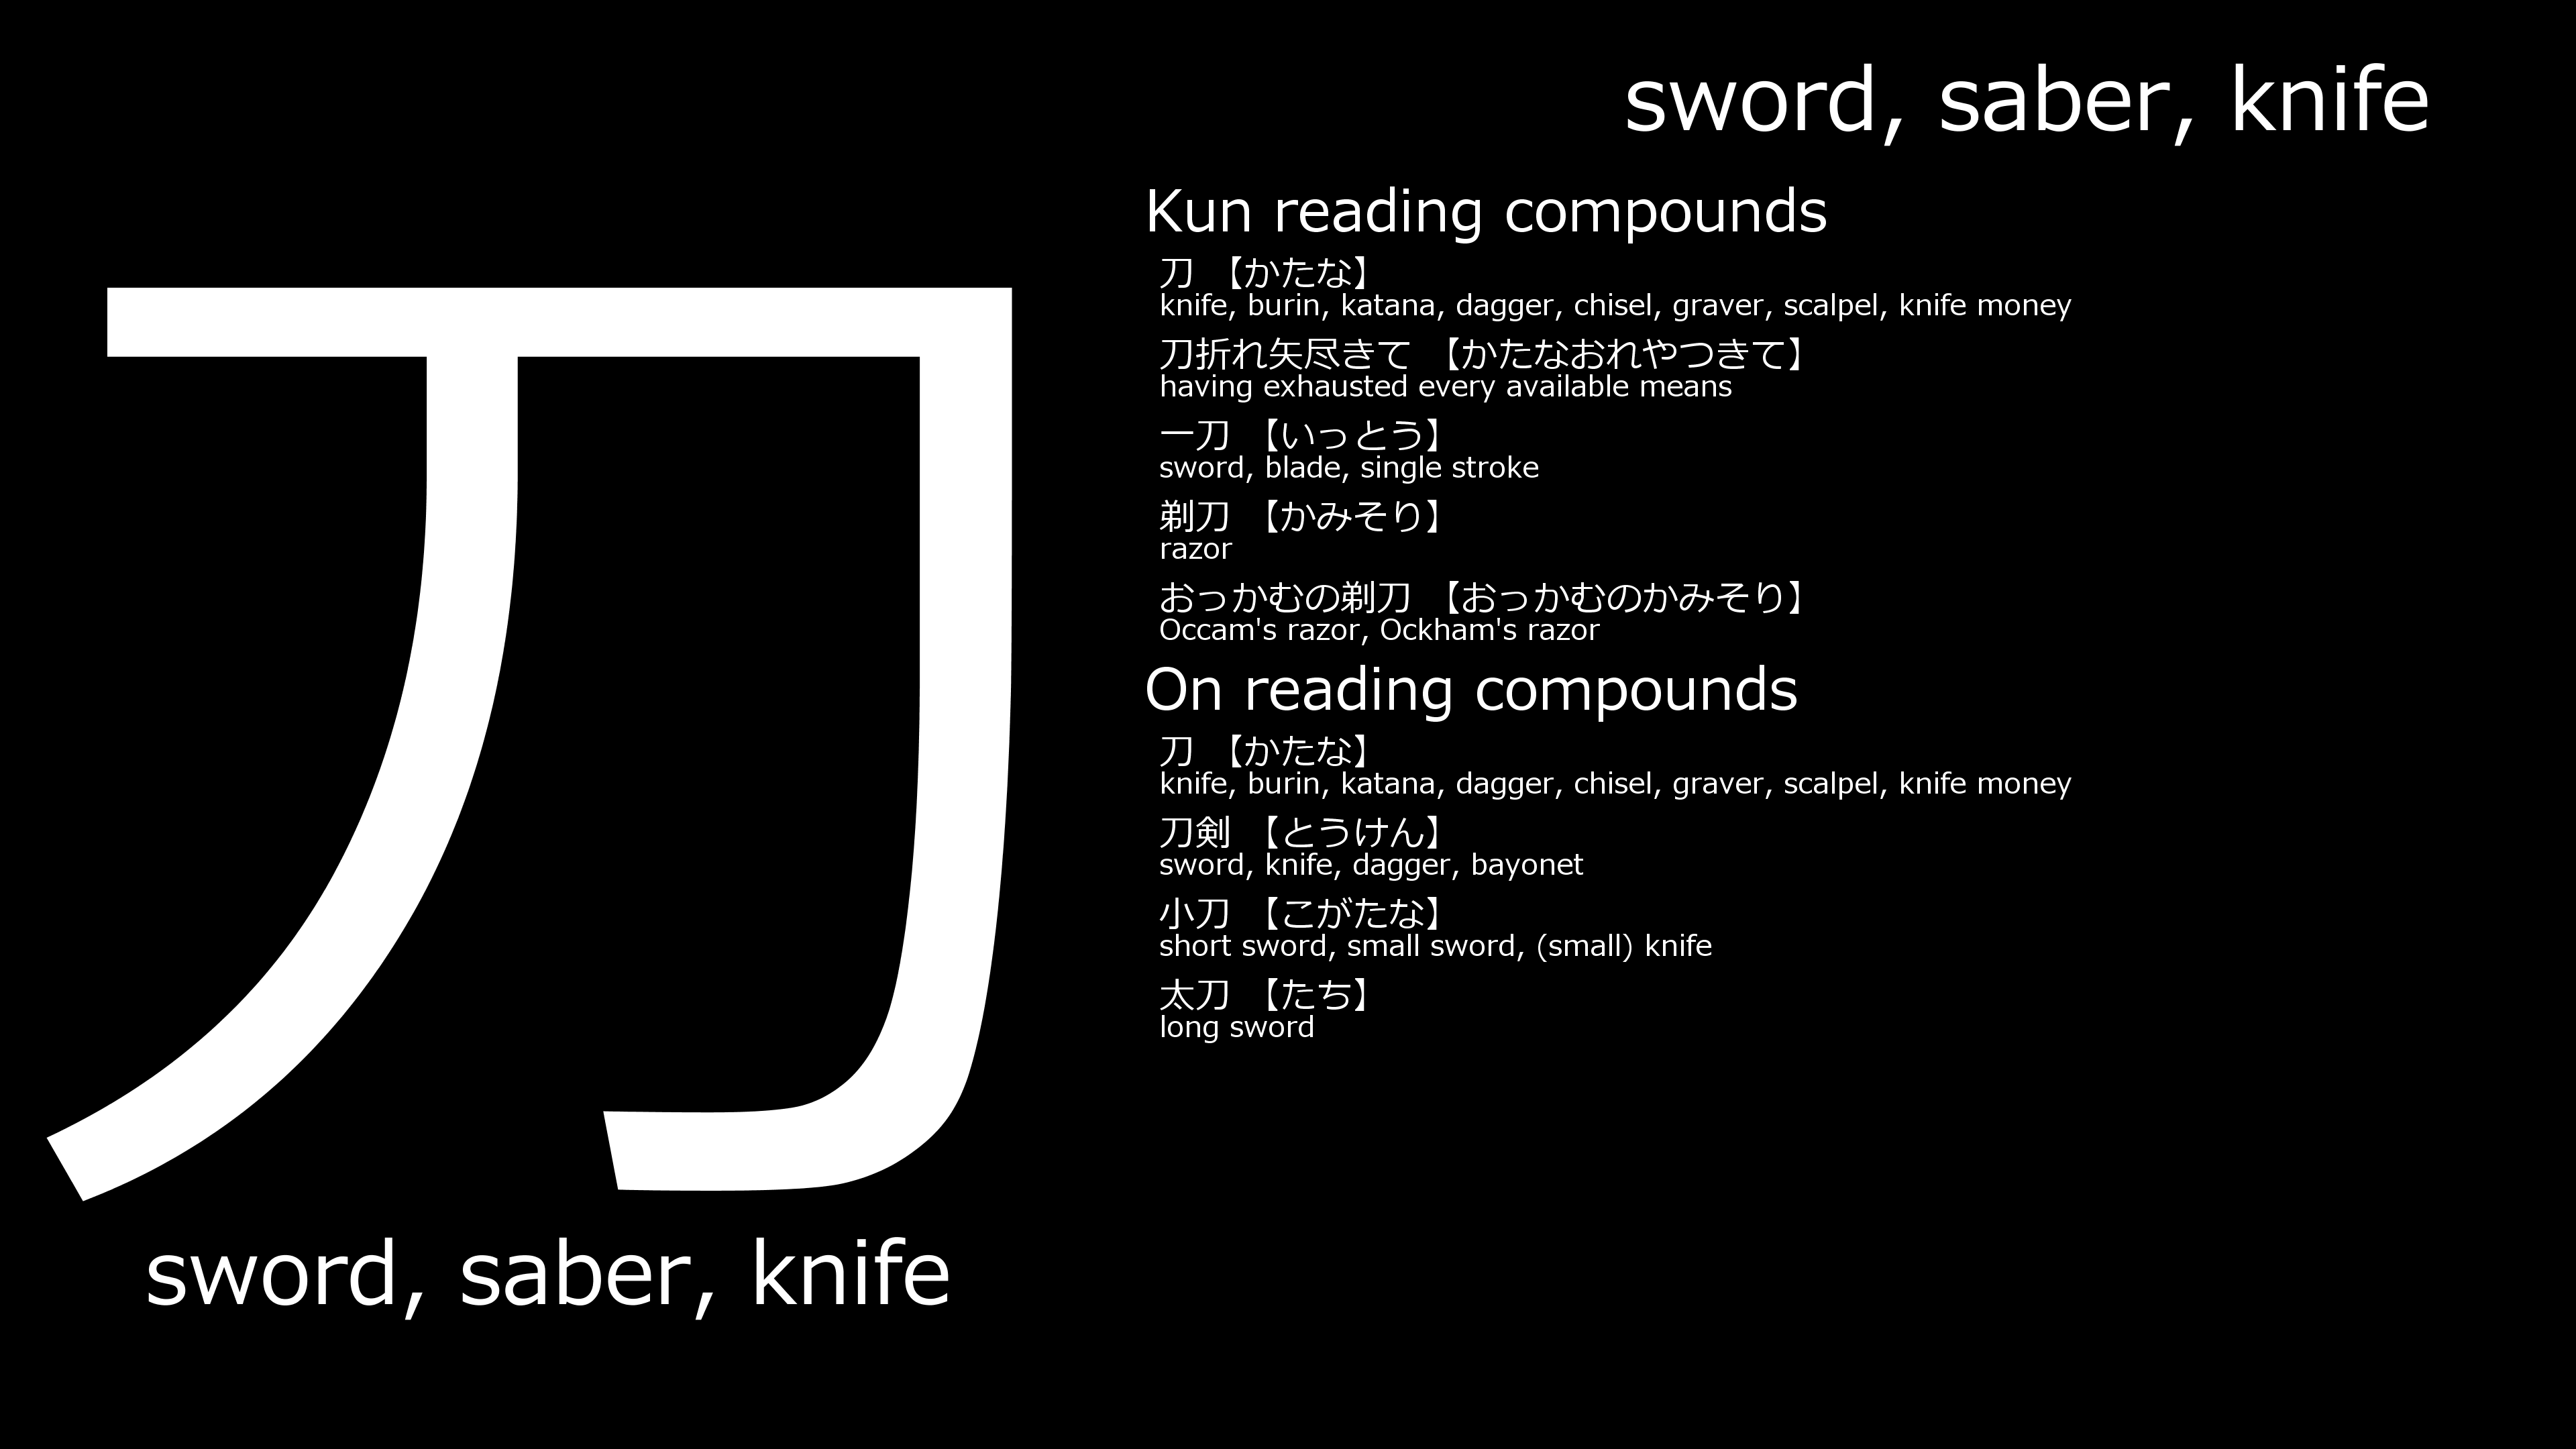 sword, saber, knife
刀
sword, saber, knife
Kun reading compounds
刀 【かたな】
knife, burin, katana, dagger, chisel, graver, scalpel, knife money
刀折れ矢尽きて 【かたなおれやつきて】
having exhausted every available means
一刀 【いっとう】
sword, blade, single stroke
剃刀 【かみそり】
razor
おっかむの剃刀 【おっかむのかみそり】
Occam's razor, Ockham's razor
On reading compounds
刀 【かたな】
knife, burin, katana, dagger, chisel, graver, scalpel, knife money
刀剣 【とうけん】
sword, knife, dagger, bayonet
小刀 【こがたな】
short sword, small sword, (small) knife
太刀 【たち】
long sword